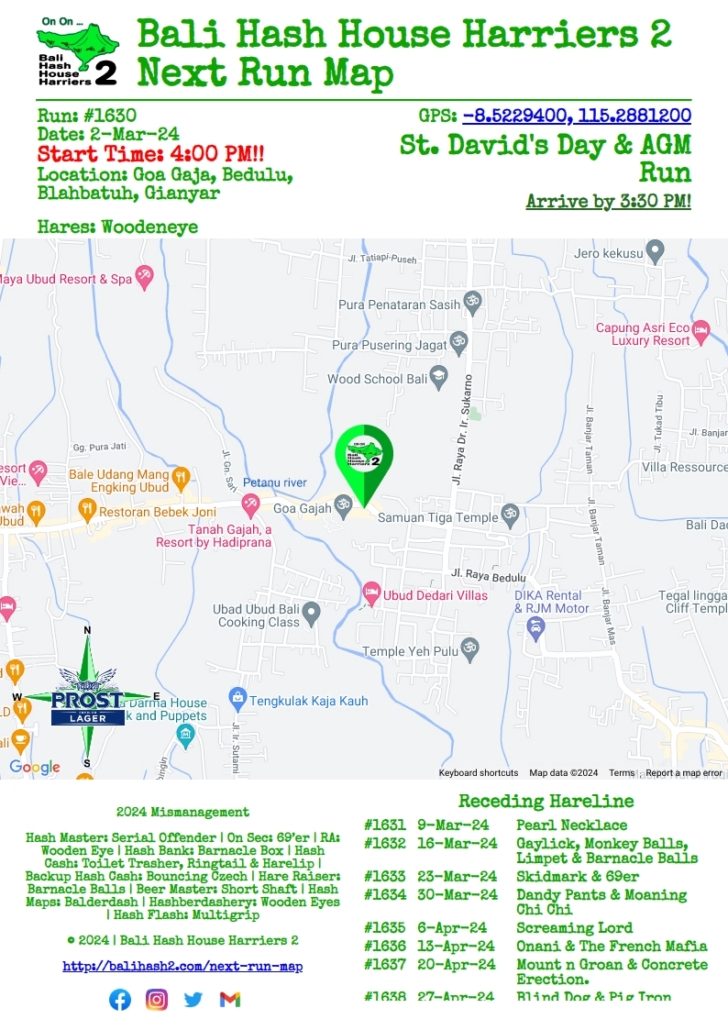 On On ...
Bali
Hash
House
Harriers 2
Bali Hash House Harriers 2
Next Run Map
Run: #1630
Date: 2-Mar-24
Start Time: 4:00 PM!!
Location: Goa Gaja, Bedulu,
Blahbatuh, Gianyar
Hares: Woodeneye
GPS: -8.5229400, 115.2881200
St. David's Day & AGM
Run
Arrive by 3:30 PM!
Jl. Tatiapi-Puseh
Jero kekusu
Maya Ubud Resort & Spa
Pura Penataran Sasih
Capung Asri Eco
Luxury Resort
Pura Pusering Jagat
Wood School Bali
Jl. Raya Dr. Ir. Sukarno
Jl. Tukad Tibu
Jl. Banjar Taman
Jl. Banjar
Gg. Pura Jati
Jl. Gn. Sari
On On
Bali
Hash
House
Harriers 2
Villa Ressource
esort
Vie...
Bale Udang Mang
Engking Ubud
Petanu river
awah
Ubud
Restoran Bebek Joni
Goa Gajah
Samuan Tiga Temple
Bali Dad
Tanah Gajah, a
Resort by Hadiprana
Jl. Banjar Taman
Jl. Raya Bedulu
Ubud Dedari Villas
DIKA Rental
& RJM Motor
Tegal lingga
Cliff Templ
Ubad Ubud Bali
Cooking Class
Jl. Banjar Mas
Temple Yeh Pulu
N
W
E
S
PROST
LAGER
a Darma House
k and Puppets
Tengkulak Kaja Kauh
Jl. Ir. Sutami
Google
Keyboard shortcuts
Map data ©2024
Terms
Report a map error
2024 Mismanagement
Hash Master: Serial Offender | On Sec: 69'er | RA:
Wooden Eye | Hash Bank: Barnacle Box | Hash
Cash: Toilet Trasher, Ringtail & Harelip |
Backup Hash Cash: Bouncing Czech | Hare Raiser:
Barnacle Balls | Beer Master: Short Shaft | Hash
Maps: Balderdash | Hashberdashery: Wooden Eyes
| Hash Flash: Multigrip
© 2024 | Bali Hash House Harriers 2
http://balihash2.com/next-run-map
Receding Hareline
#1631 9-Mar-24 Pearl Necklace
#1632 16-Mar-24 Gaylick, Monkey Balls,
Limpet & Barnacle Balls
#1633 23-Mar-24 Skidmark & 69er
#1634 30-Mar-24 Dandy Pants & Moaning
Chi Chi
#1635 6-Apr-24 Screaming Lord
#1636 13-Apr-24 Onani & The French Mafia
#1637 20-Apr-24 Mount n Groan & Concrete
Erection.
#1638 27-Apr-24 Blind Dog & Pig Iron